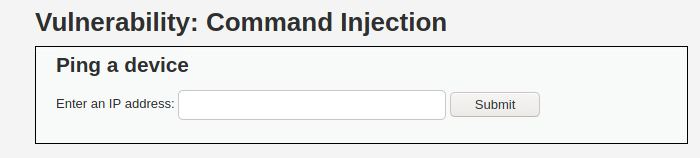 Vulnerability: Command Injection
Ping a device
Enter an IP address: Submit